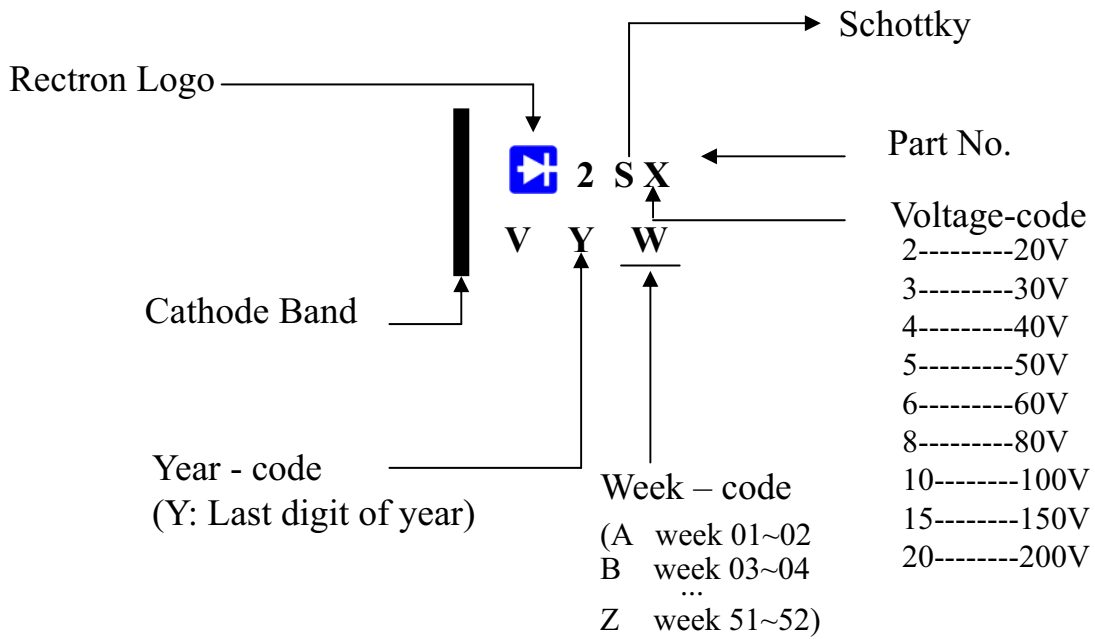 Schottky
Rectron Logo
Part No.
2 S X
Voltage-code
V Y W
2---------20V
3---------30V
4---------40V
5---------50V
6---------60V
8---------80V
10--------100V
15--------150V
20--------200V
Cathode Band
Year - code
(Y: Last digit of year)
Week – code
(A week 01~02
B week 03~04
...
Z week 51~52)